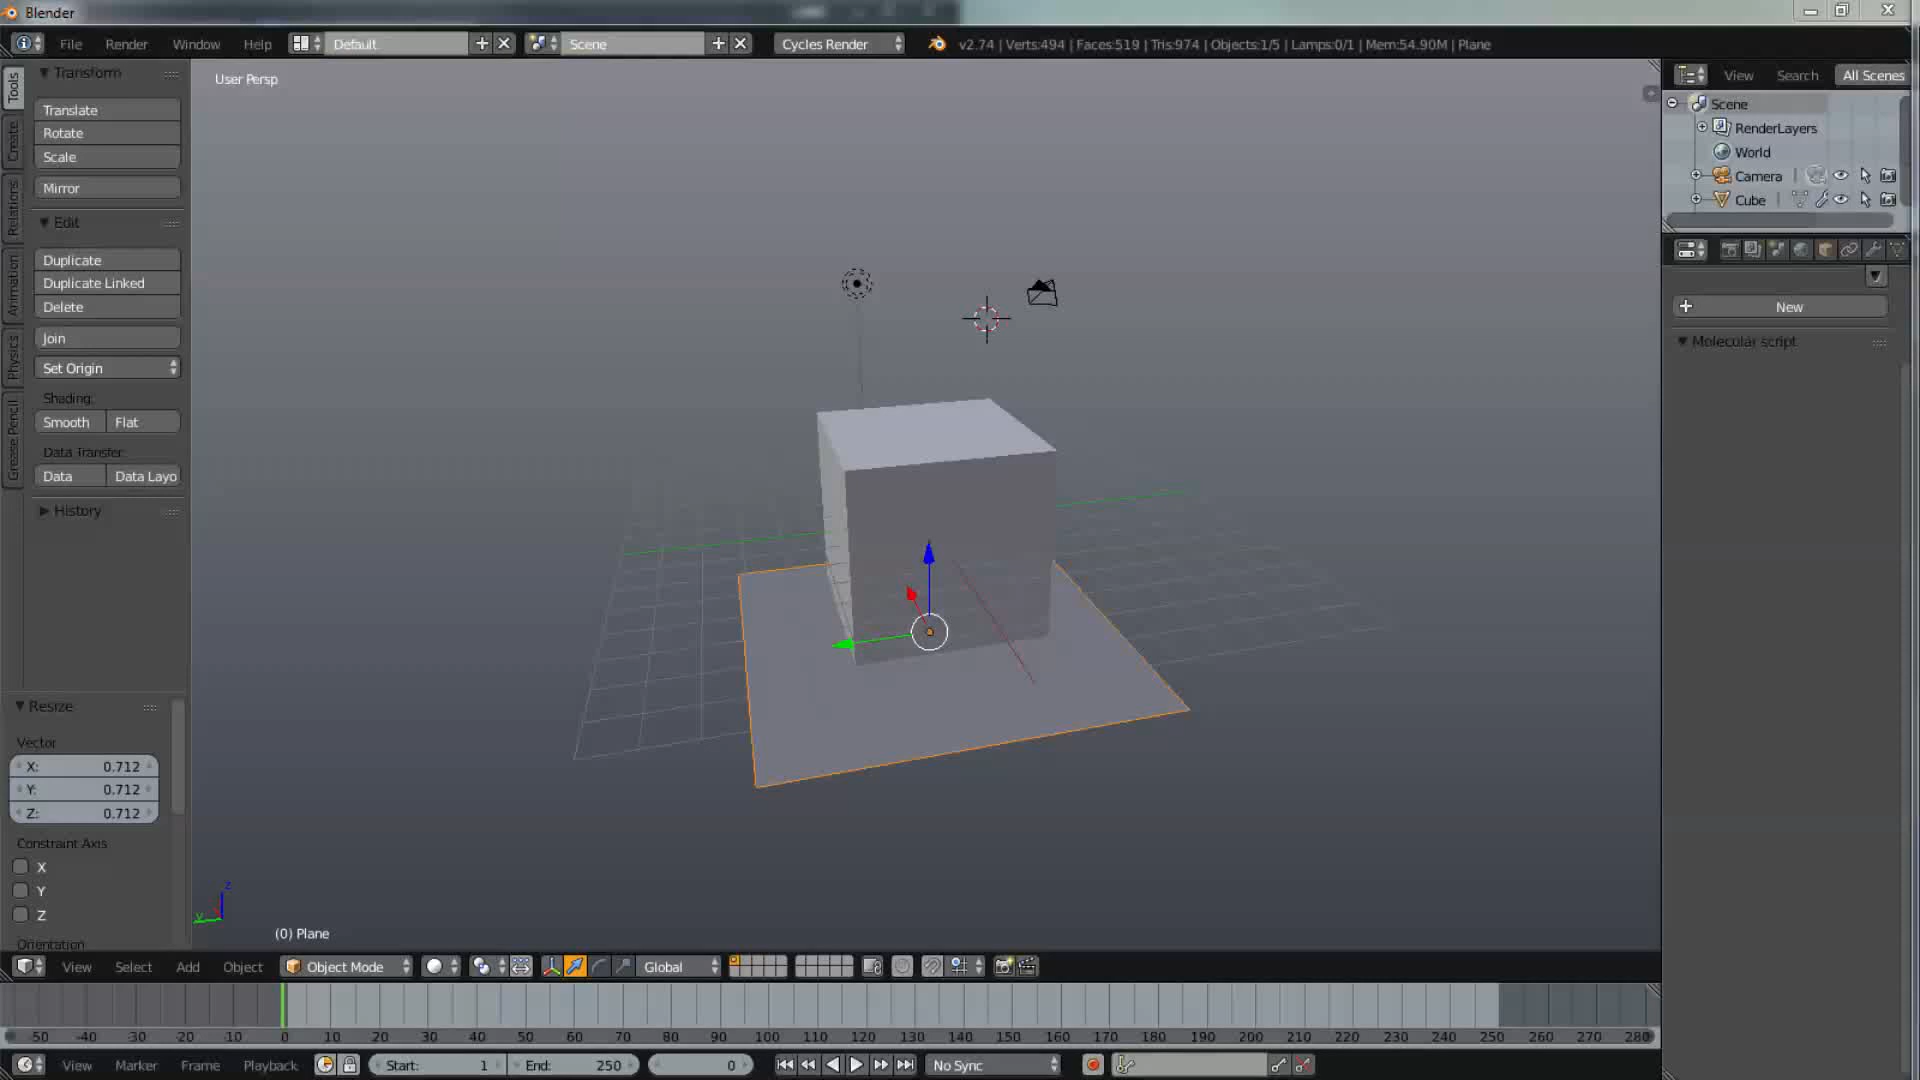 Blender
File Render Window Help Default Scene Cycles Render v2.74 | Verts:494 | Faces:519 | Tris:974 | Objects:1/5 | Lamps:0/1 | Mem:54.90M | Plane
Tools
Create
Relations
Animation
Physics
Grease Pencil
Transform
Translate
Rotate
Scale
Mirror
Edit
Duplicate
Duplicate Linked
Delete
Join
Set Origin
Shading:
Smooth Flat
Data Transfer:
Data Data Layo
History
Resize
Vector
X: 0.712
Y: 0.712
Z: 0.712
Constraint Axis
X
Y
Z
Orientation
User Persp
z
y
(0) Plane
View Search All Scenes
Scene
RenderLayers
World
Camera
Cube
New
Molecular script
View Select Add Object Object Mode Global
-50 -40 -30 -20 -10 0 10 20 30 40 50 60 70 80 90 100 110 120 130 140 150 160 170 180 190 200 210 220 230 240 250 260 270 280
View Marker Frame Playback Start: 1 End: 250 0 No Sync